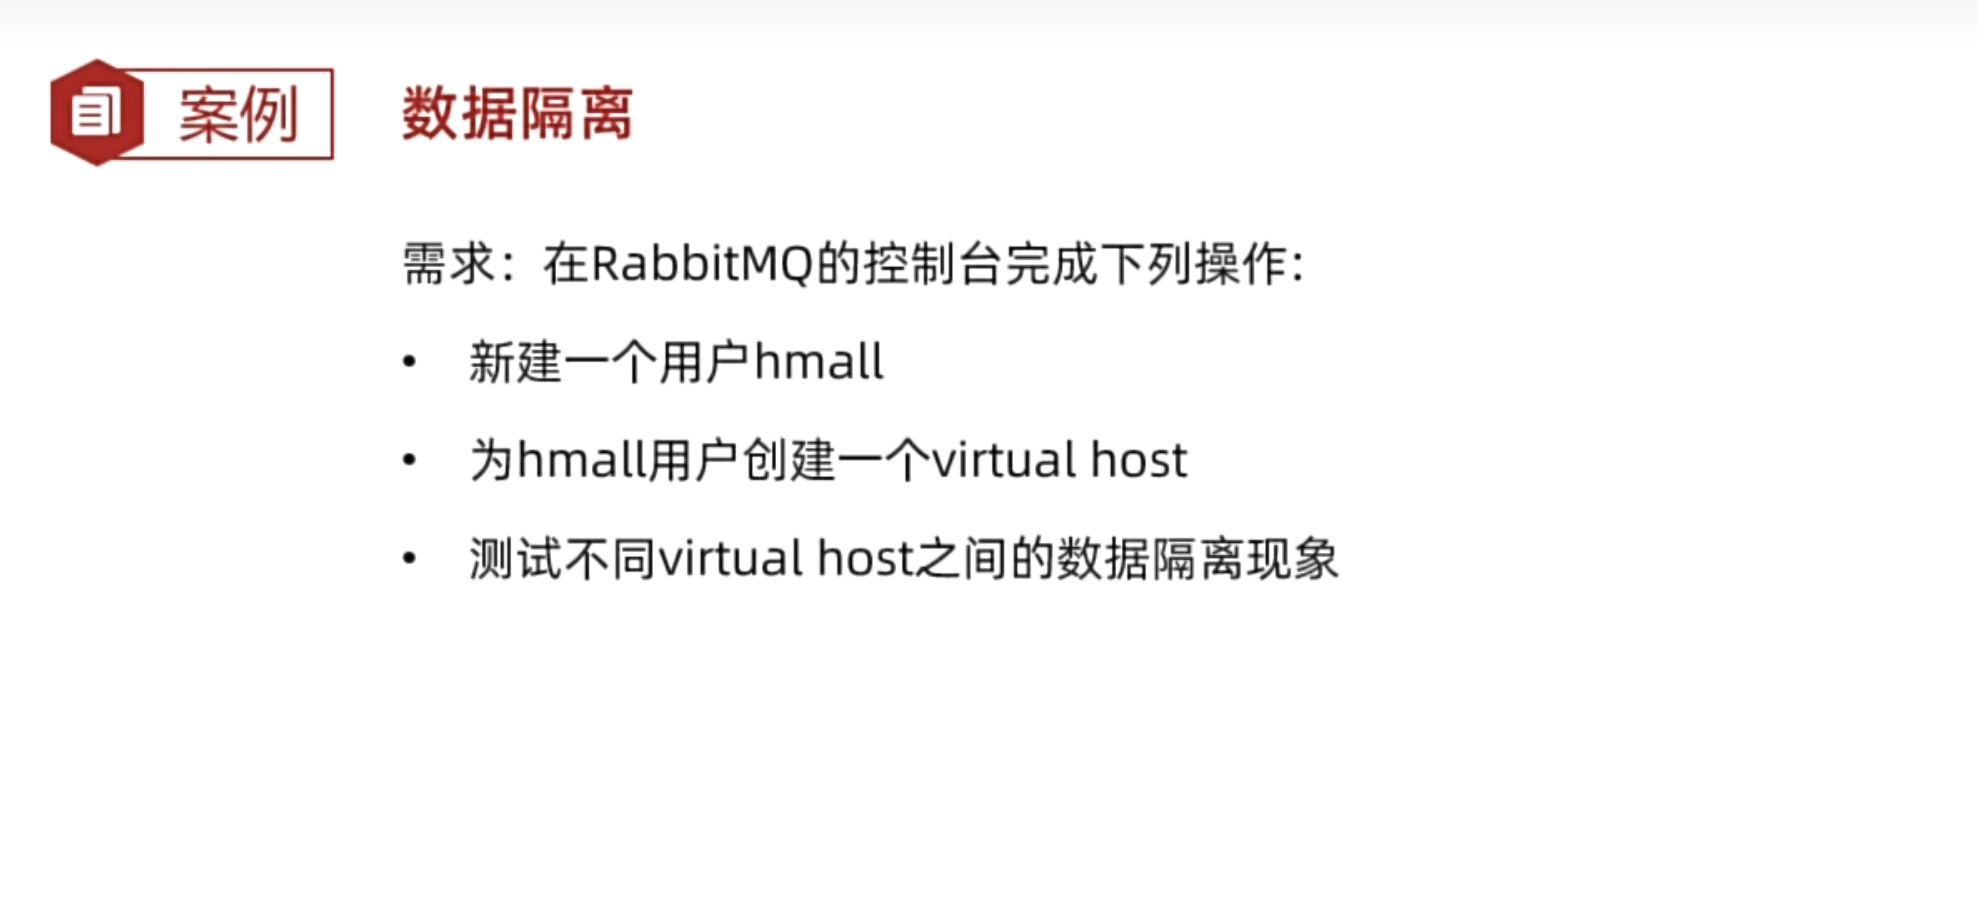 案例
数据隔离
需求：在RabbitMQ的控制台完成下列操作：
• 新建一个用户hmall
• 为hmall用户创建一个virtual host
• 测试不同virtual host之间的数据隔离现象